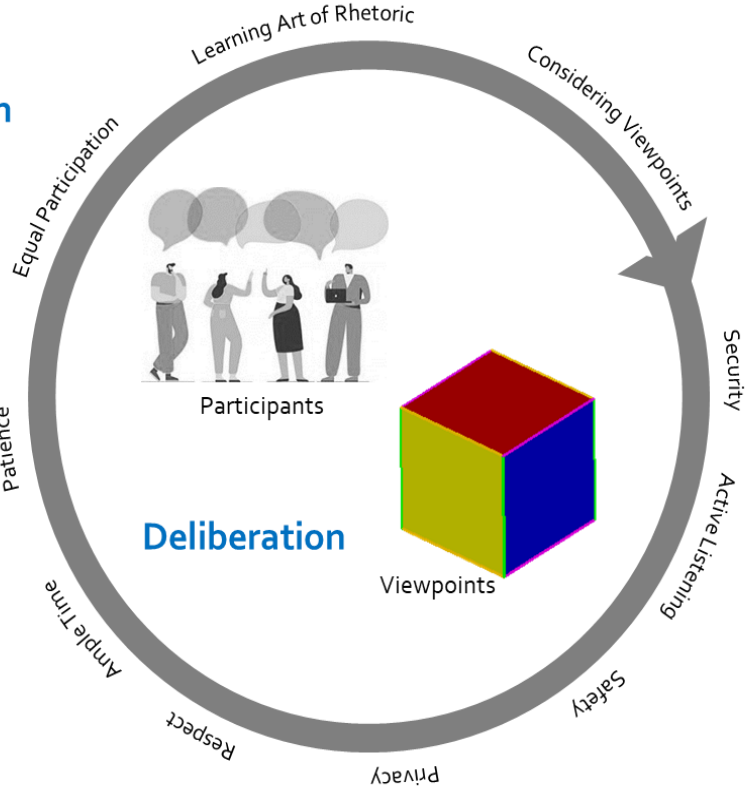 Learning Art of Rhetoric
Considering Viewpoints
Equal Participation
Security
Participants
Patience
Active Listening
Deliberation
Viewpoints
Ample Time
Safety
Respect
Privacy